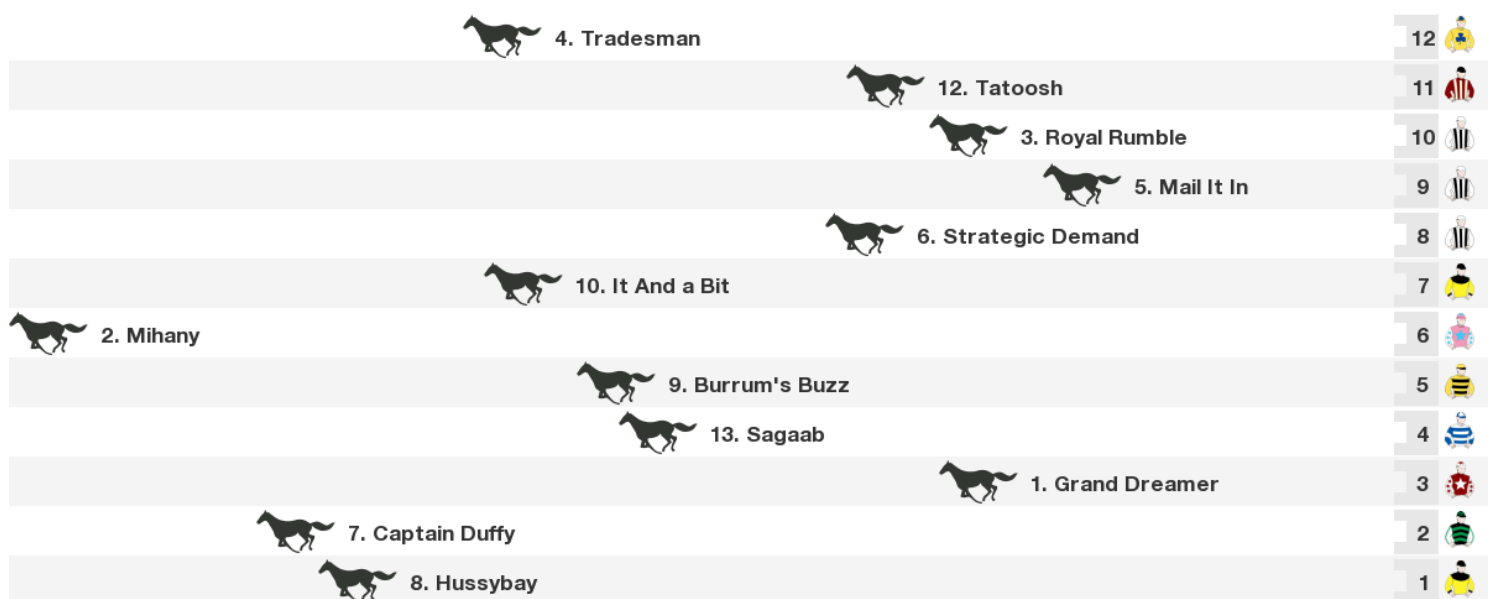 4. Tradesman 12
12. Tatoosh 11
3. Royal Rumble 10
5. Mail It In 9
6. Strategic Demand 8
10. It And a Bit 7
2. Mihany 6
9. Burrum's Buzz 5
13. Sagaab 4
1. Grand Dreamer 3
7. Captain Duffy 2
8. Hussybay 1